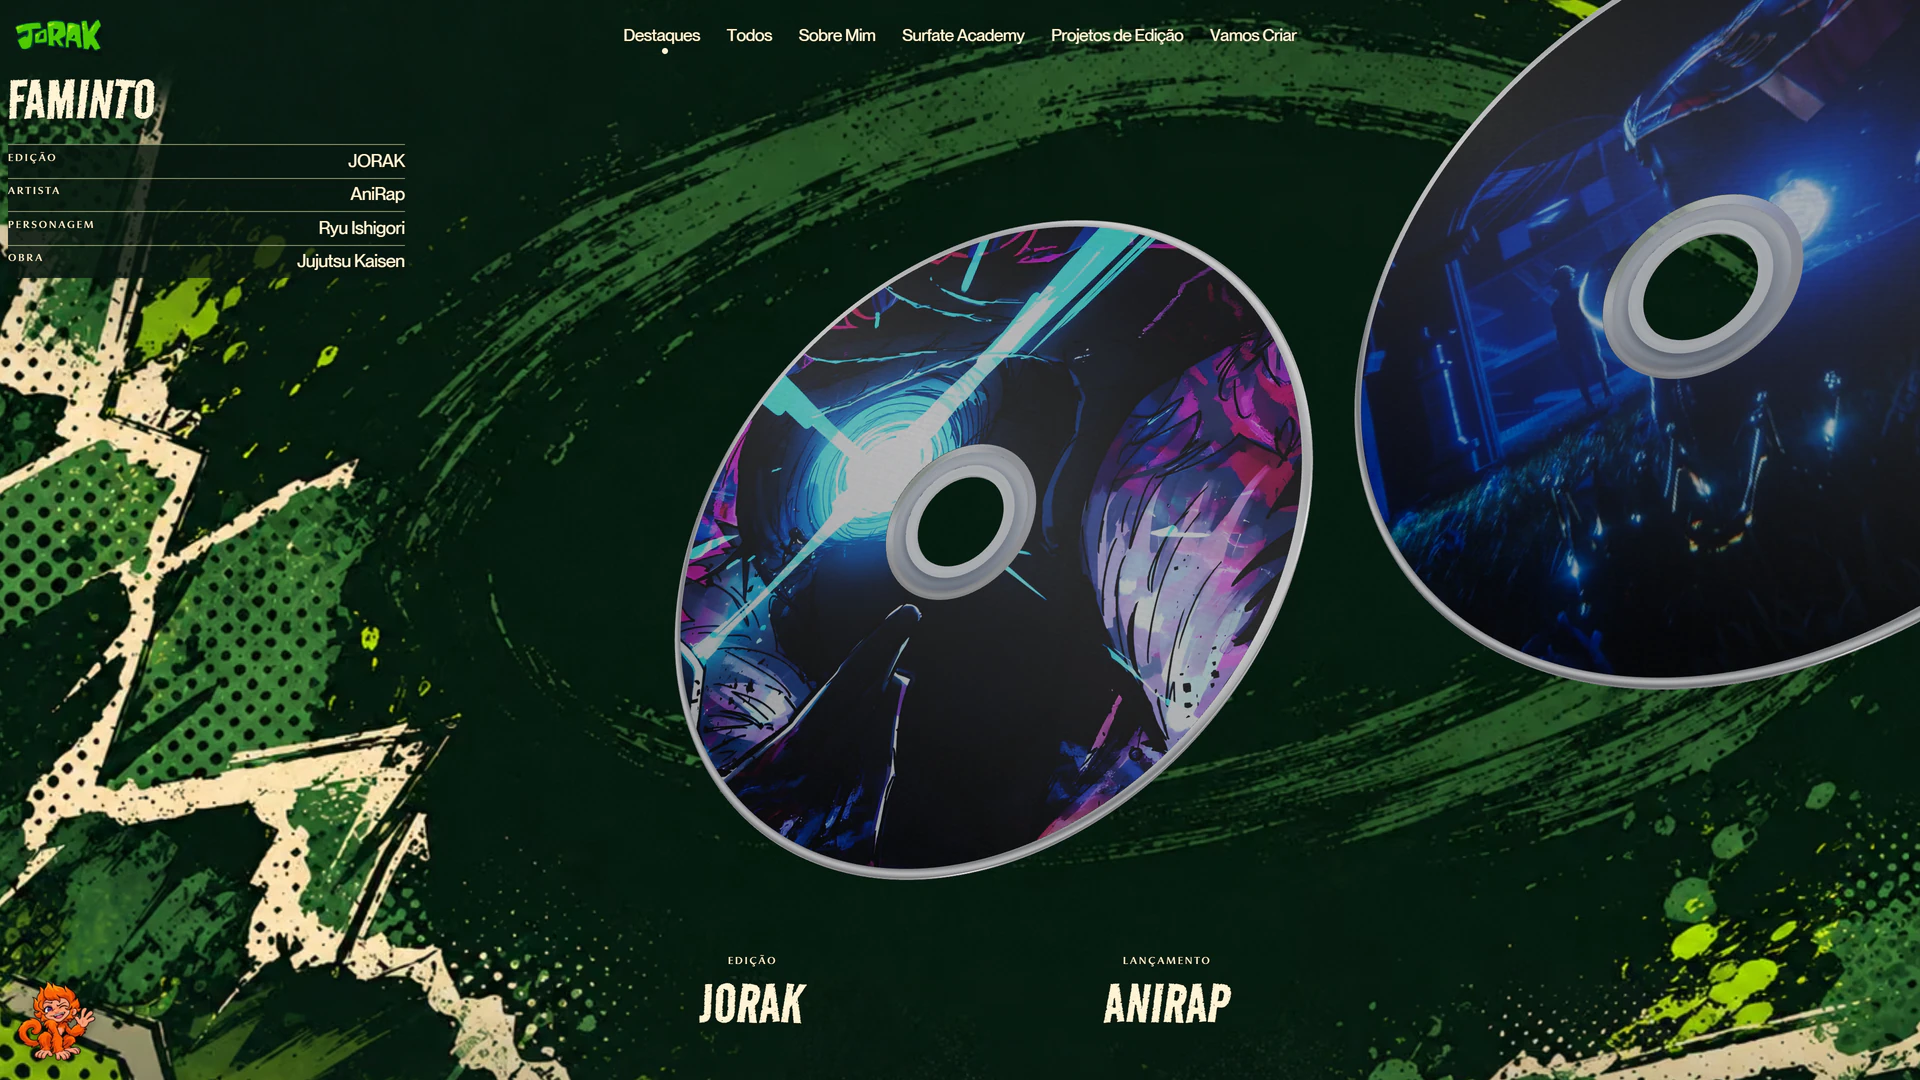 JORAK
Destaques
Todos
Sobre Mim
Surfate Academy
Projetos de Edição
Vamos Criar
FAMINTO
EDIÇÃO
JORAK
ARTISTA
AniRap
PERSONAGEM
Ryu Ishigori
OBRA
Jujutsu Kaisen
EDIÇÃO
JORAK
LANÇAMENTO
ANIRAP